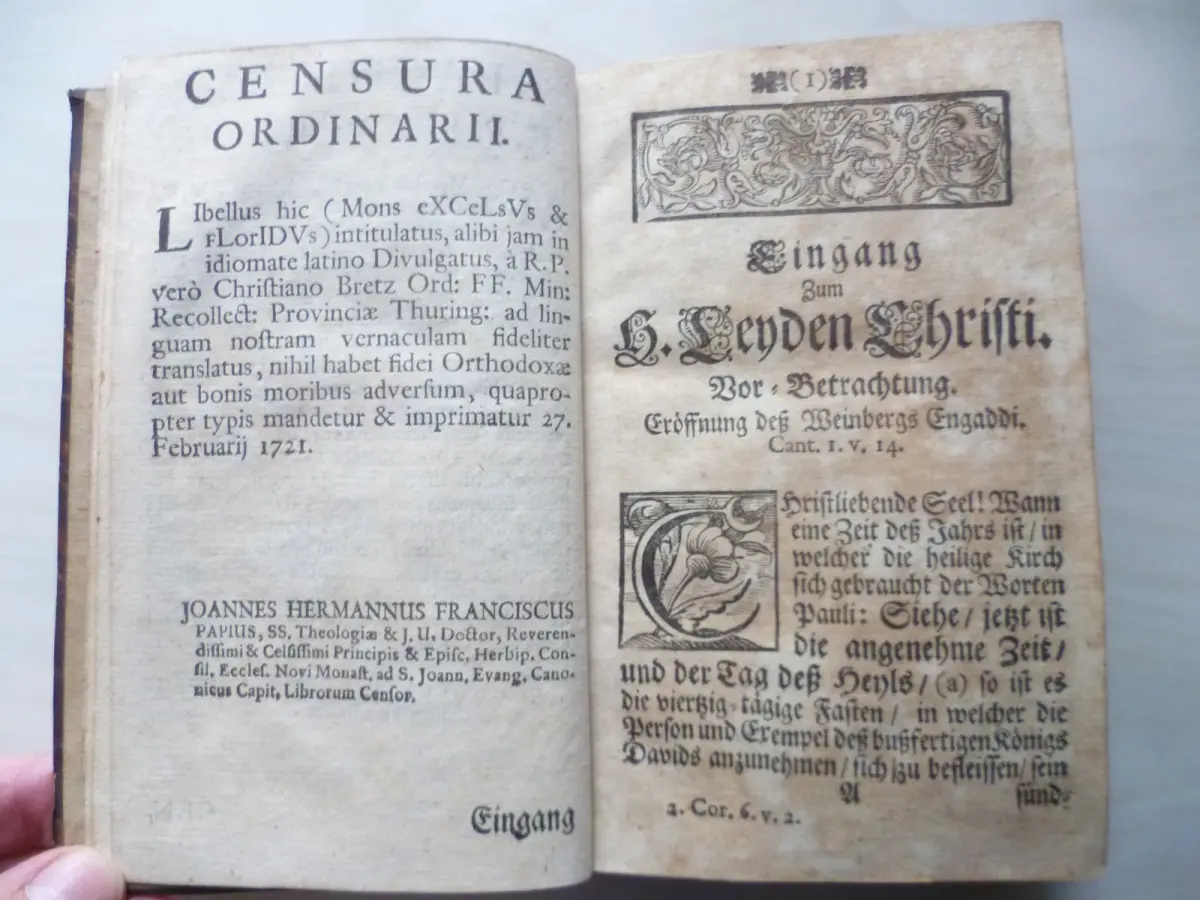 CENSURA
ORDINARII.
LIbellus hic (Mons eXCeLsVs &
fLorIDVs) intitulatus, alibi jam in
idiomate latino Divulgatus, à R.P.
verò Chriſtiano Bretz Ord: FF. Min:
Recollect: Provinciæ Thuring: ad lin-
guam noſtram vernaculam fideliter
translatus, nihil habet fidei Orthodoxæ
aut bonis moribus adverſum, quapro-
pter typis mandetur & imprimatur 27.
Februarij 1721.
JOANNES HERMANNUS FRANCISCUS
PAPIUS, SS. Theologiæ & J. U. Doctor, Reveren-
diſſimi & Celſiſſimi Principis & Epiſc, Herbip. Con-
ſil, Eccleſ. Novi Monaſt. ad S. Joann, Evang, Cano-
nicus Capit, Librorum Cenſor.
Eingang
(1)
Eingang
Zum
H. Leyden Chriſti.
Vor-Betrachtung.
Eröffnung deß Weinbergs Engaddi.
Cant. 1. v. 14.
CHriſtliebende Seel! Wann
eine Zeit deß Jahrs iſt/ in
welcher die heilige Kirch
ſich gebraucht der Worten
Pauli: Siehe/ jetzt iſt
die angenehme Zeit/
und der Tag deß Heyls/ (a) ſo iſt es
die viertzig-tägige Faſten/ in welcher die
Perſon und Exempel deß bußfertigen Königs
Davids anzunehmen/ ſich zu befleiſſen/ ſein
A ſünd-
2. Cor. 6. v. 2.